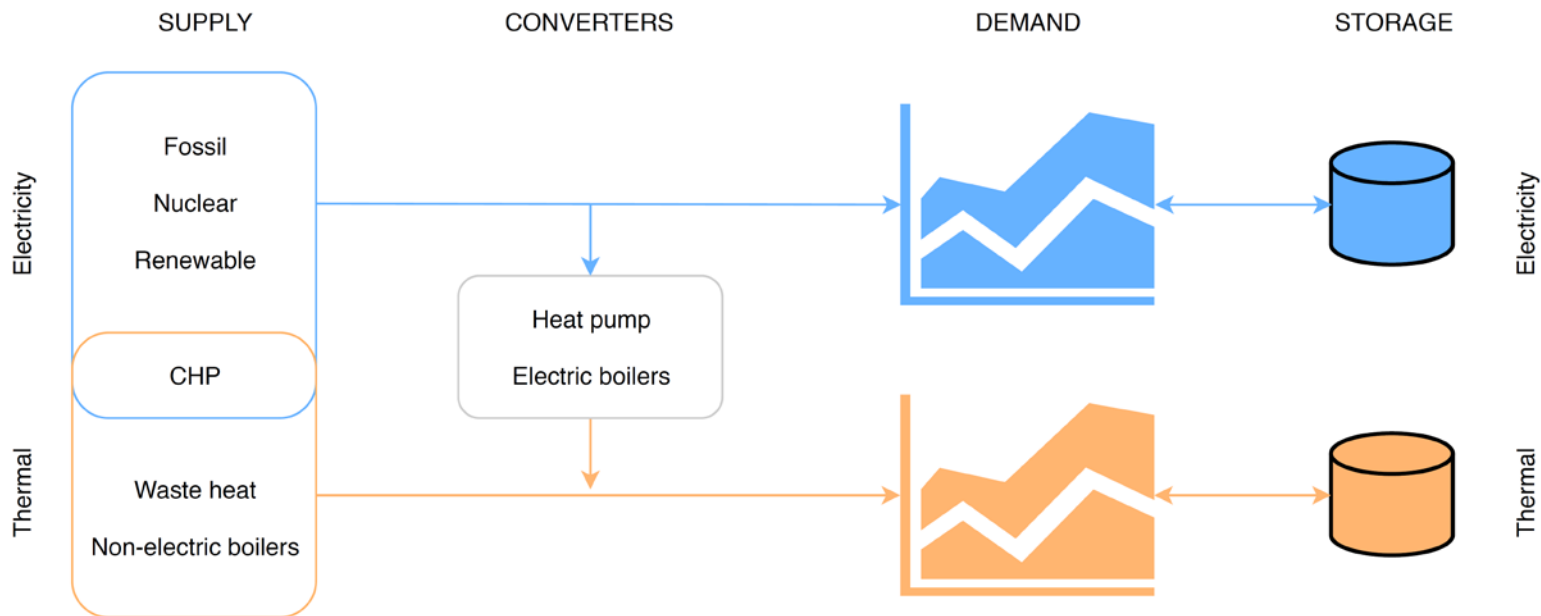 SUPPLY
CONVERTERS
DEMAND
STORAGE
Electricity
Fossil
Nuclear
Renewable
CHP
Heat pump
Electric boilers
Electricity
Thermal
Waste heat
Non-electric boilers
Thermal